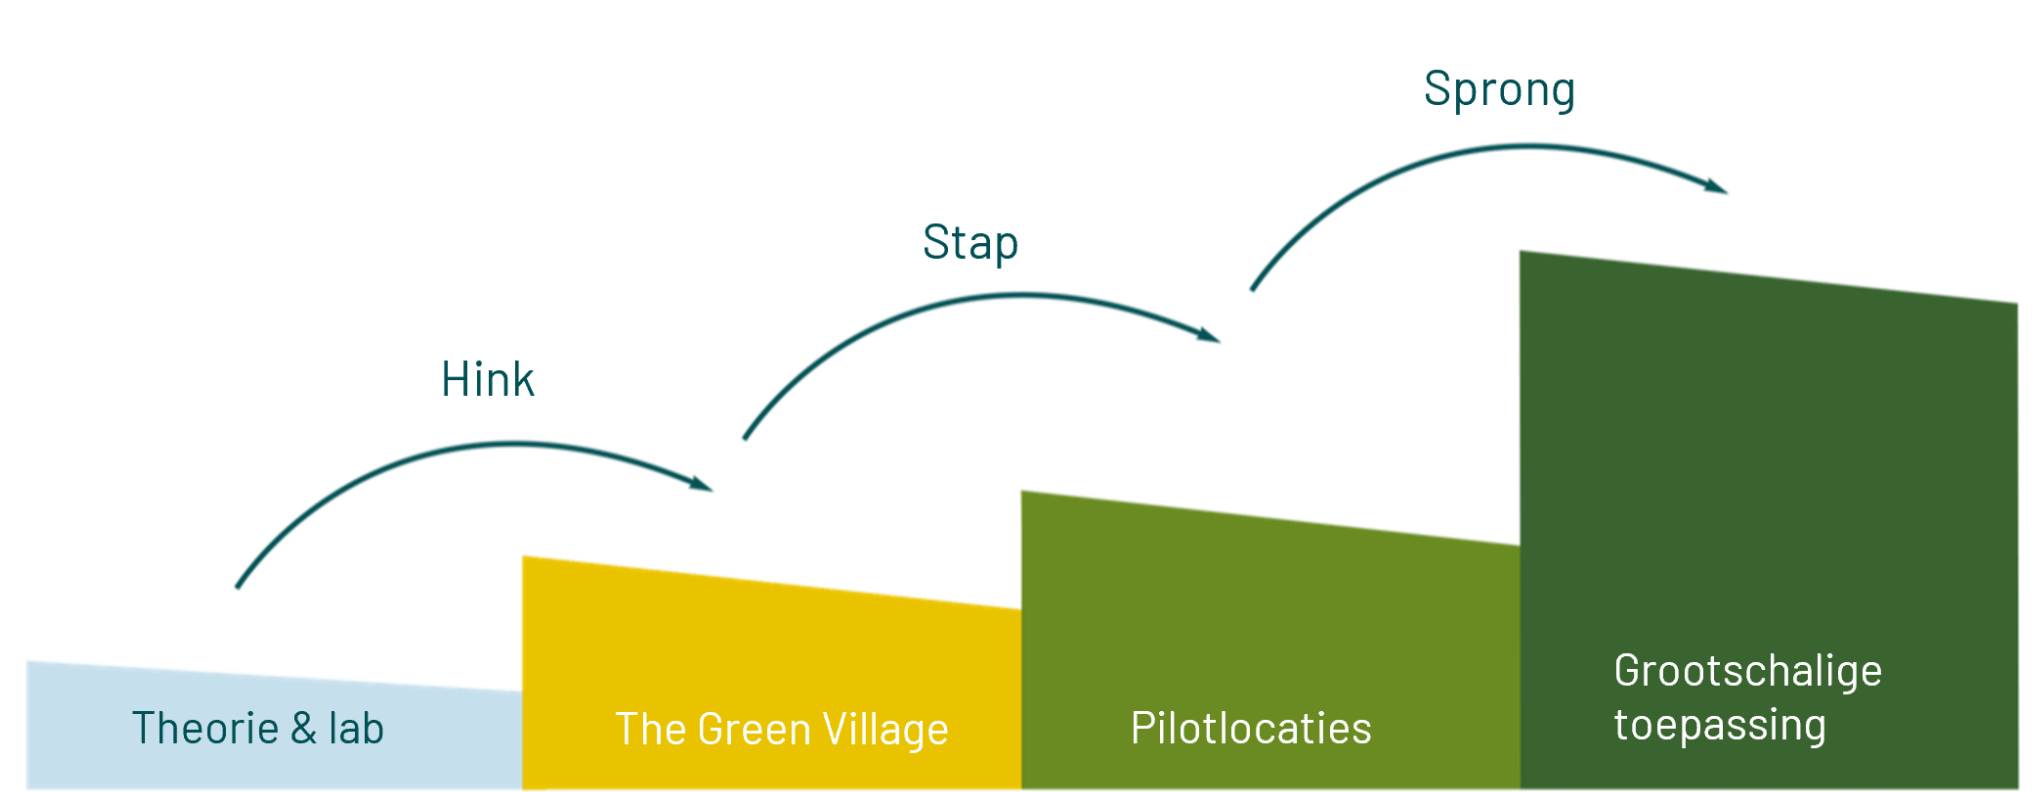 Sprong
Stap
Hink
Theorie & lab
The Green Village
Pilotlocaties
Grootschalige
toepassing